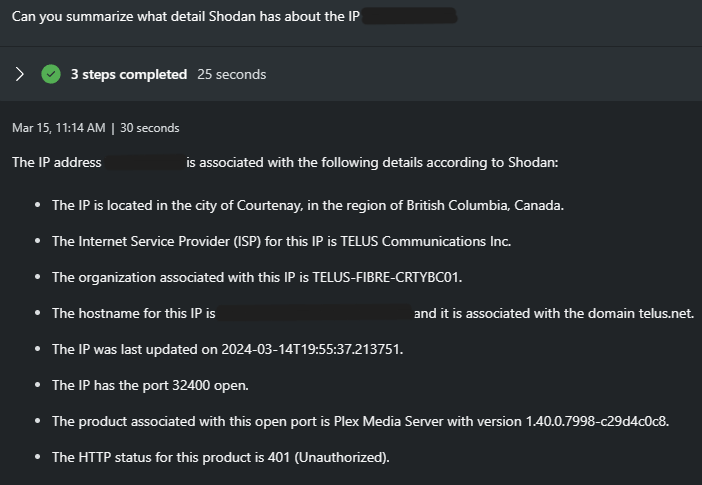 Can you summarize what detail Shodan has about the IP
3 steps completed 25 seconds
Mar 15, 11:14 AM | 30 seconds
The IP address is associated with the following details according to Shodan:
• The IP is located in the city of Courtenay, in the region of British Columbia, Canada.
• The Internet Service Provider (ISP) for this IP is TELUS Communications Inc.
• The organization associated with this IP is TELUS-FIBRE-CRTYBC01.
• The hostname for this IP is and it is associated with the domain telus.net.
• The IP was last updated on 2024-03-14T19:55:37.213751.
• The IP has the port 32400 open.
• The product associated with this open port is Plex Media Server with version 1.40.0.7998-c29d4c0c8.
• The HTTP status for this product is 401 (Unauthorized).